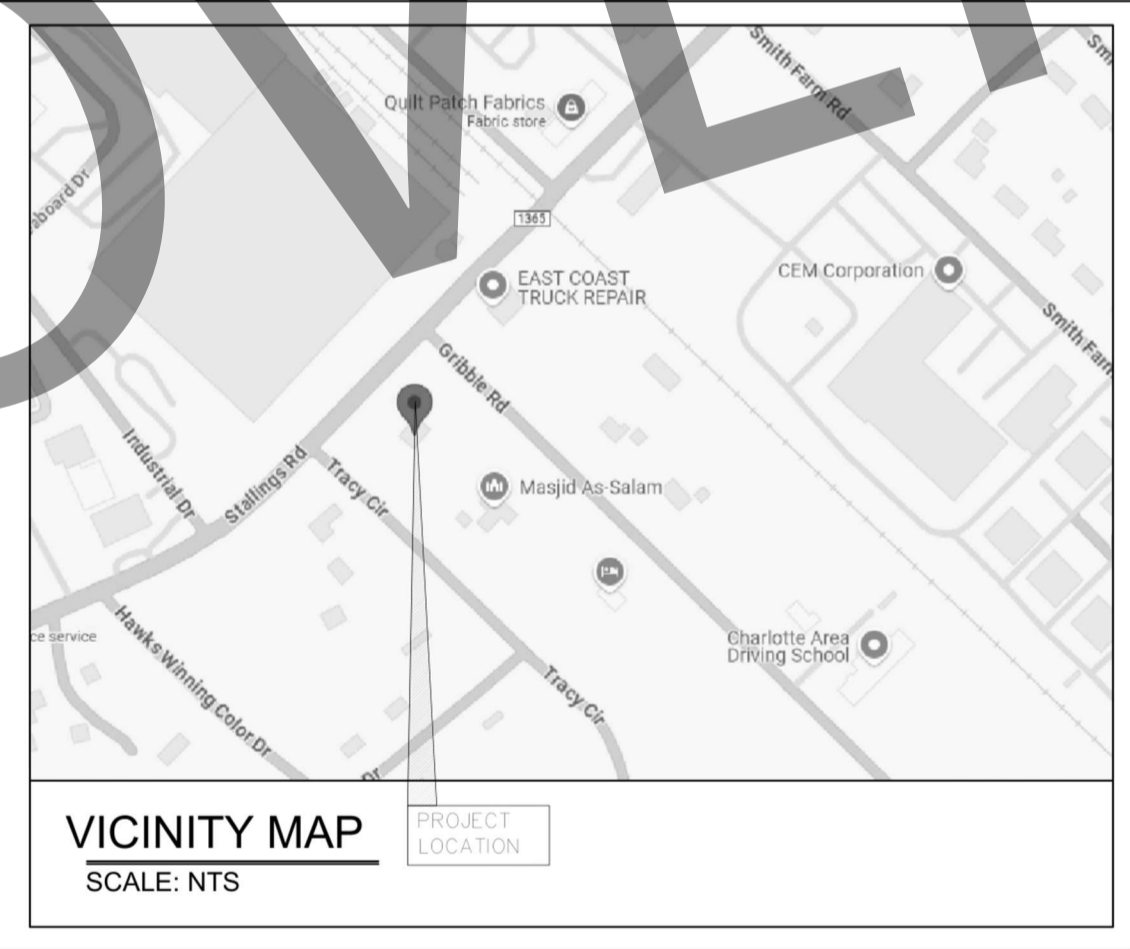 Smith Farm Rd
Quilt Patch Fabrics
Fabric store
1365
CEM Corporation
EAST COAST
TRUCK REPAIR
Smith Farm
Gribble Rd
Industrial Dr
Stallings Rd
Tracy Cir
Masjid As-Salam
Hawks Winning Color Dr
ce service
Charlotte Area
Driving School
Tracy Cir
Dr
VICINITY MAP
SCALE: NTS
PROJECT
LOCATION